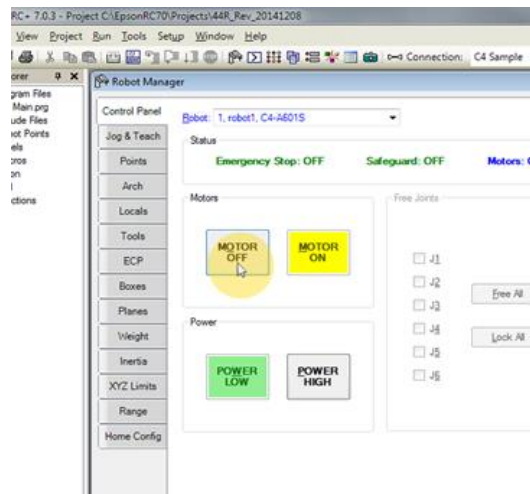 RC+ 7.0.3 - Project C:\EpsonRC70\Projects\44R_Rev_20141208
View Project Run Tools Setup Window Help
Connection: C4 Sample
orer
Robot Manager
gram Files
Main.prg
ude Files
ot Points
els
cros
on
ctions
Control Panel
Jog & Teach
Points
Arch
Locals
Tools
ECP
Boxes
Planes
Weight
Inertia
XYZ Limits
Range
Home Config
Robot: 1, robot1, C4-A601S
Status
Emergency Stop: OFF Safeguard: OFF Motors:
Motors
MOTOR OFF
MOTOR ON
Free Joints
J1
J2
J3
J4
J5
J6
Free All
Lock All
Power
POWER LOW
POWER HIGH